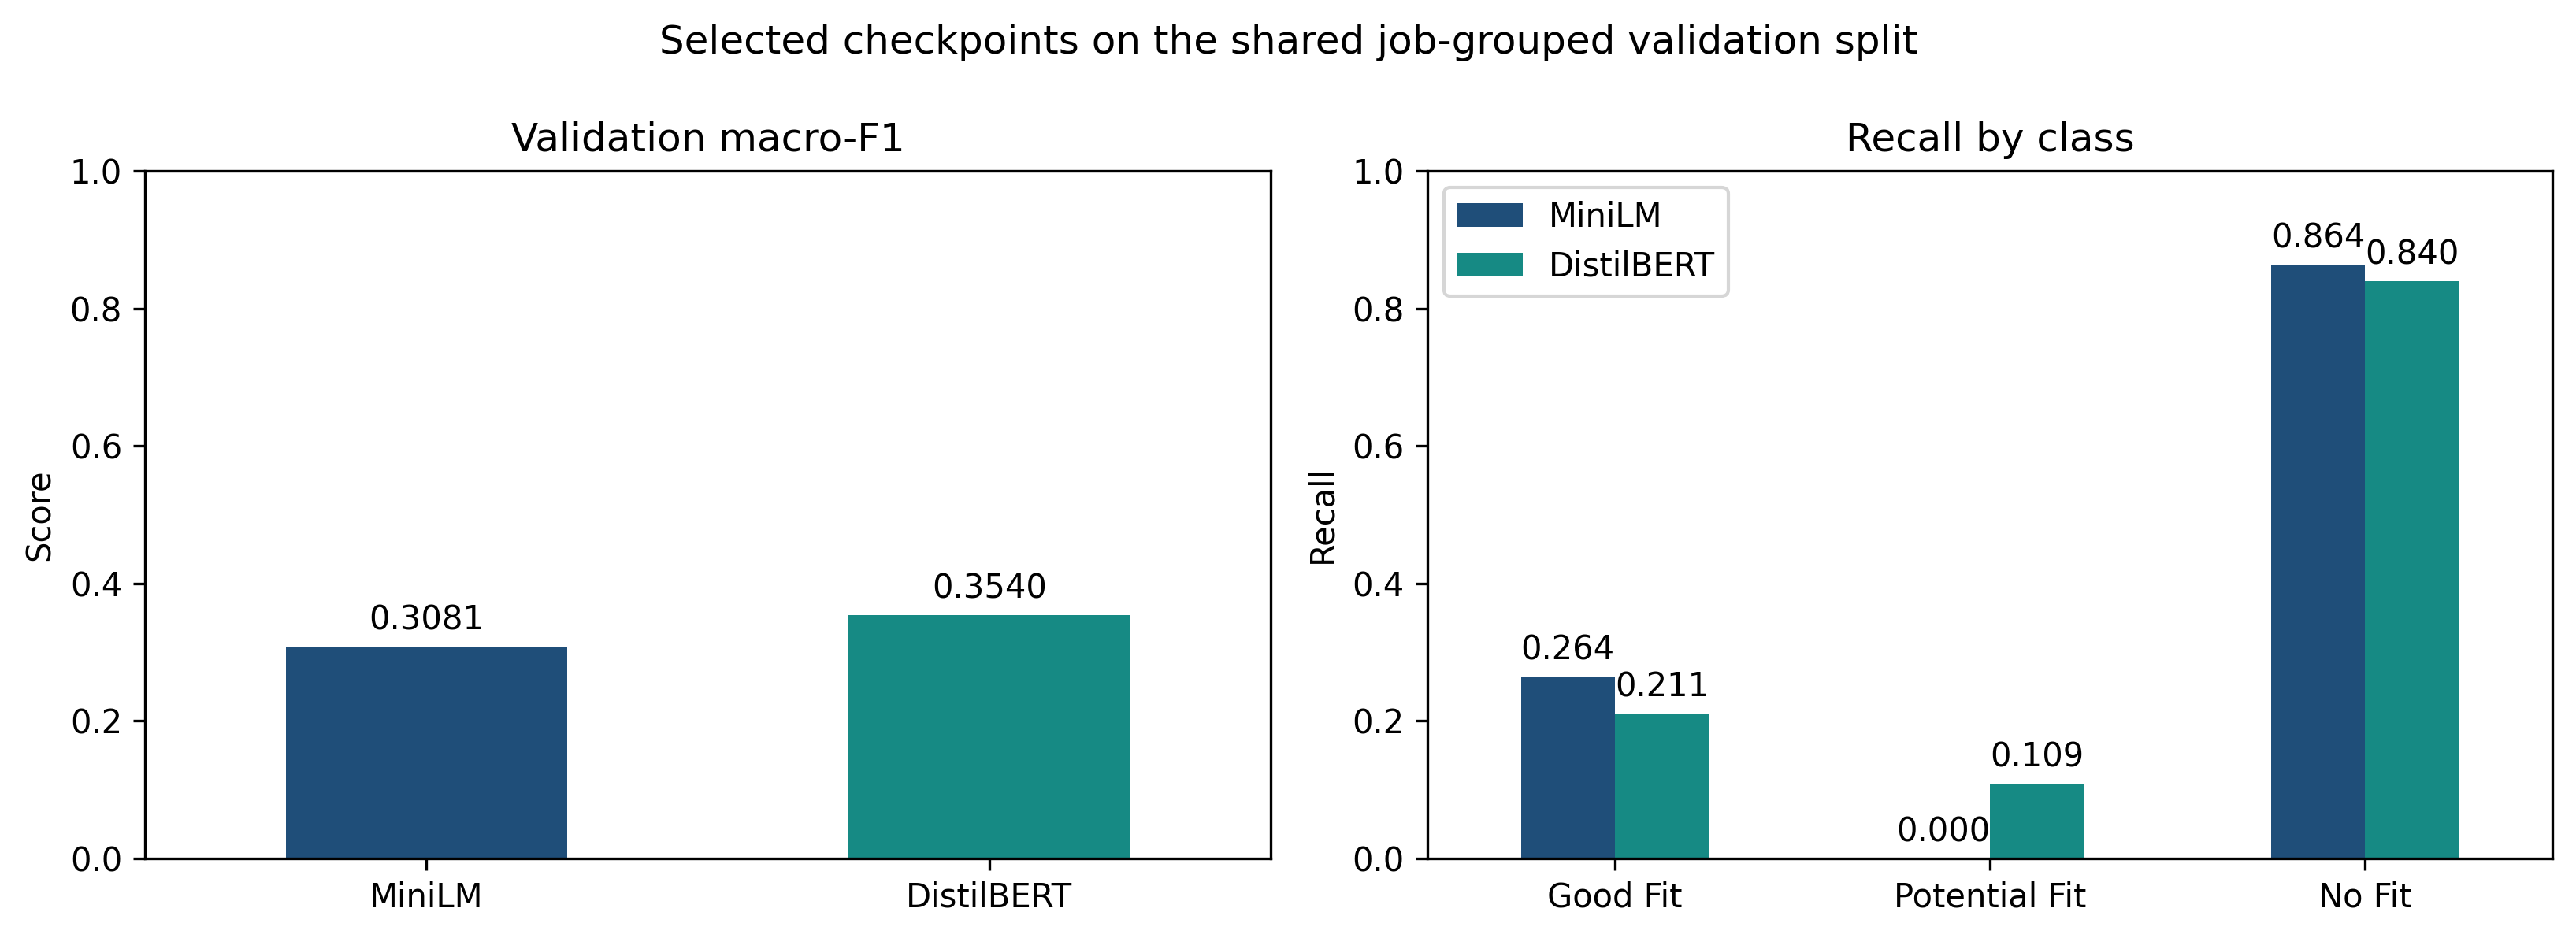 Selected checkpoints on the shared job-grouped validation split
Validation macro-F1
1.0
0.8
0.6
0.4
0.2
0.0
Score
0.3081
0.3540
MiniLM
DistilBERT
Recall by class
1.0
0.8
0.6
0.4
0.2
0.0
Recall
MiniLM
DistilBERT
0.264
0.211
0.000
0.109
0.864
0.840
Good Fit
Potential Fit
No Fit